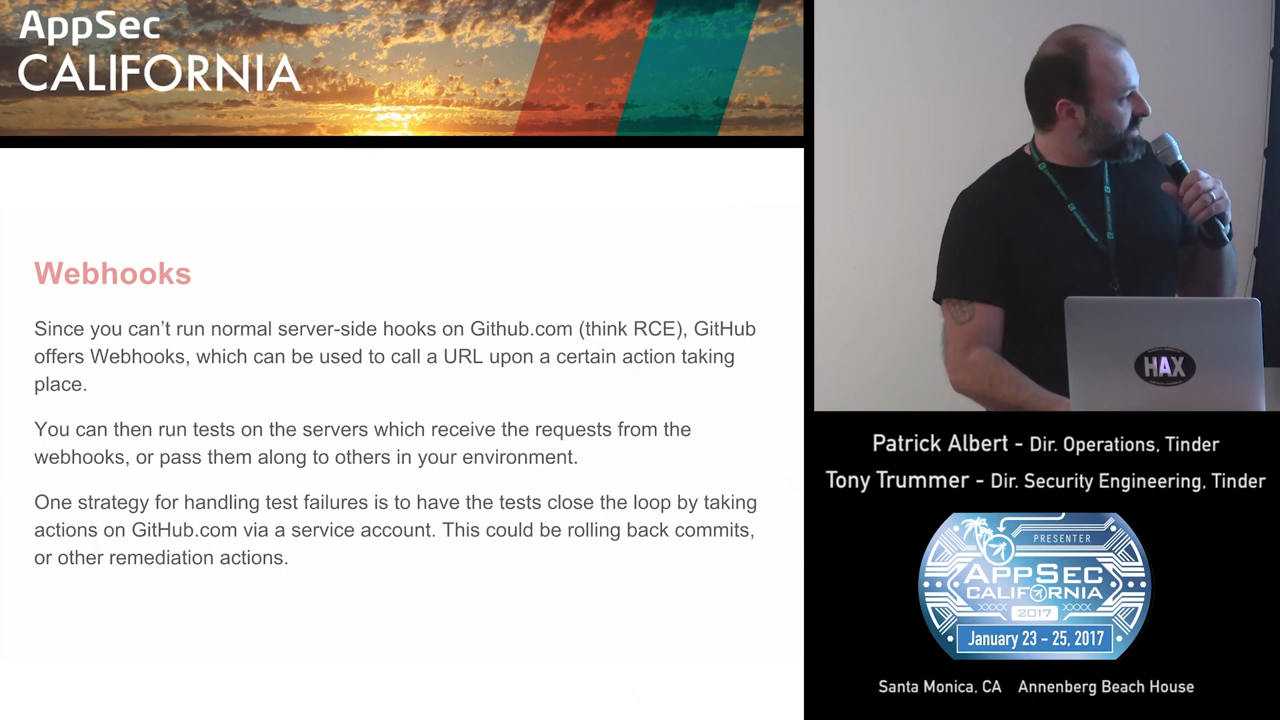 AppSec
CALIFORNIA
Webhooks
Since you can't run normal server-side hooks on Github.com (think RCE), GitHub
offers Webhooks, which can be used to call a URL upon a certain action taking
place.
You can then run tests on the servers which receive the requests from the
webhooks, or pass them along to others in your environment.
One strategy for handling test failures is to have the tests close the loop by taking
actions on GitHub.com via a service account. This could be rolling back commits,
or other remediation actions.
HAX
Patrick Albert - Dir. Operations, Tinder
Tony Trummer - Dir. Security Engineering, Tinder
PRESENTER
APPSEC
CALIFORNIA
2017
January 23 - 25, 2017
Santa Monica, CA Annenberg Beach House